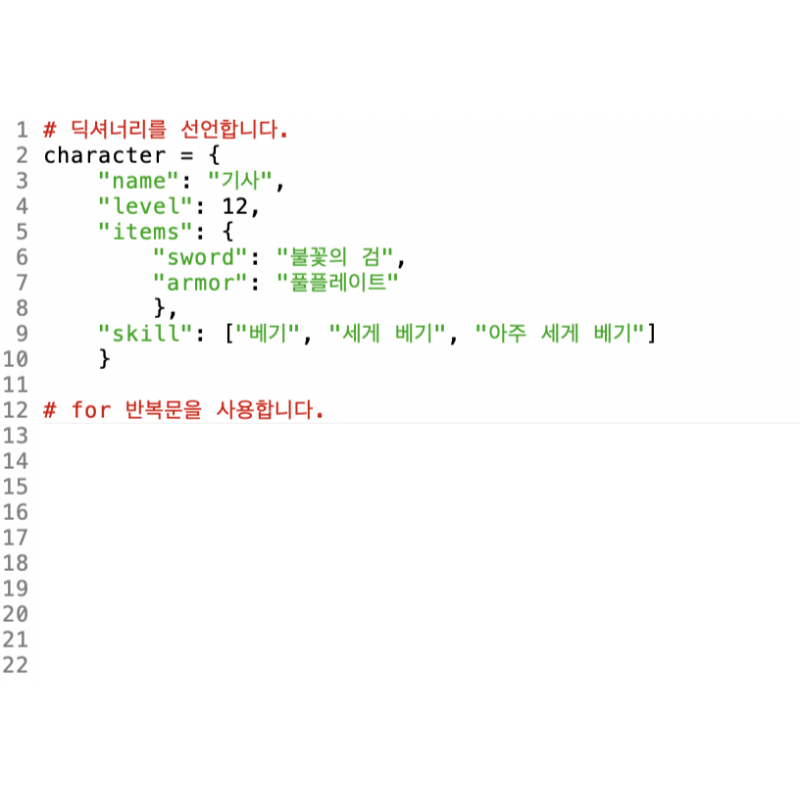 1 # 딕셔너리를 선언합니다.
2 character = {
3     "name": "기사",
4     "level": 12,
5     "items": {
6         "sword": "불꽃의 검",
7         "armor": "풀플레이트"
8         },
9     "skill": ["베기", "세게 베기", "아주 세게 베기"]
10     }
11
12 # for 반복문을 사용합니다.
13
14
15
16
17
18
19
20
21
22